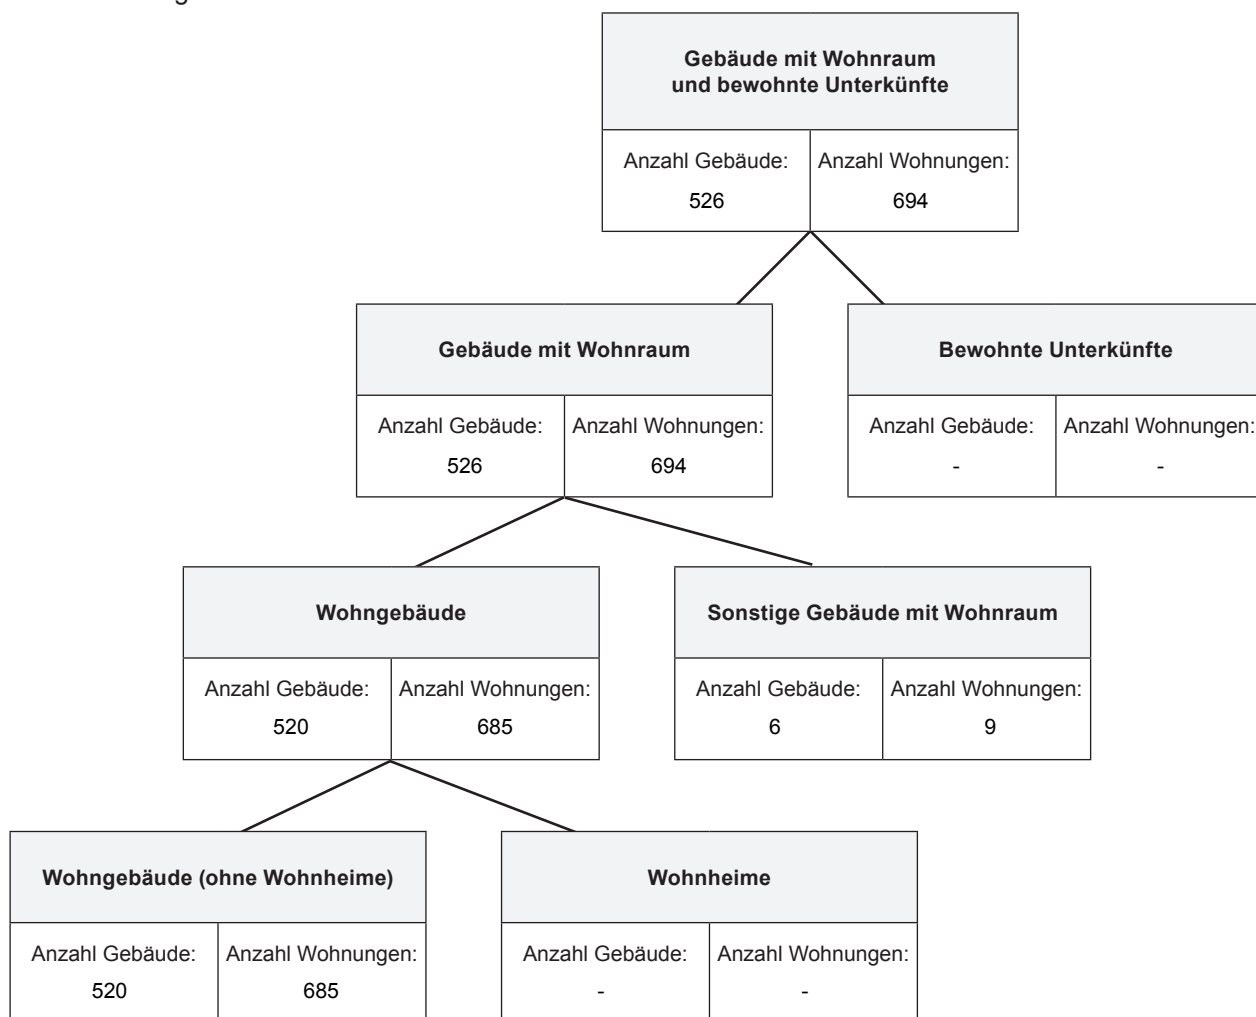 Gebäude mit Wohnraum
und bewohnte Unterkünfte
Anzahl Gebäude: Anzahl Wohnungen:
526 694
Gebäude mit Wohnraum
Anzahl Gebäude: Anzahl Wohnungen:
526 694
Bewohnte Unterkünfte
Anzahl Gebäude: Anzahl Wohnungen:
- -
Wohngebäude
Anzahl Gebäude: Anzahl Wohnungen:
520 685
Sonstige Gebäude mit Wohnraum
Anzahl Gebäude: Anzahl Wohnungen:
6 9
Wohngebäude (ohne Wohnheime)
Anzahl Gebäude: Anzahl Wohnungen:
520 685
Wohnheime
Anzahl Gebäude: Anzahl Wohnungen:
- -